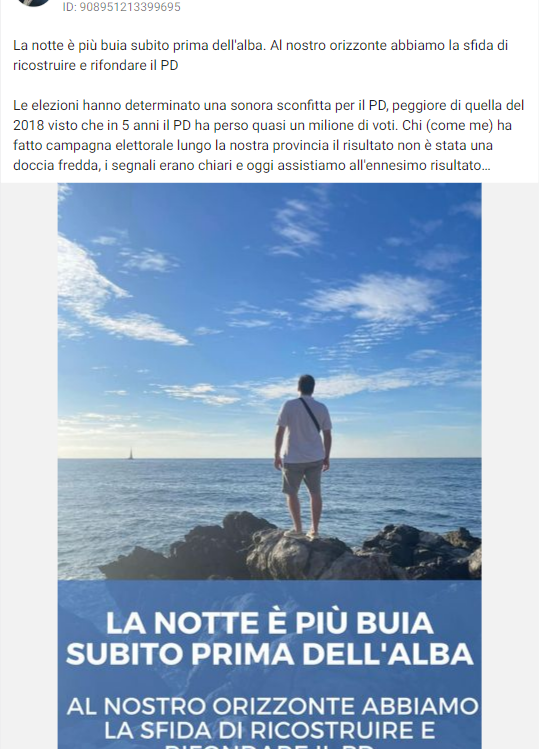 ID: 908951213399695
La notte è più buia subito prima dell'alba. Al nostro orizzonte abbiamo la sfida di
ricostruire e rifondare il PD
Le elezioni hanno determinato una sonora sconfitta per il PD, peggiore di quella del
2018 visto che in 5 anni il PD ha perso quasi un milione di voti. Chi (come me) ha
fatto campagna elettorale lungo la nostra provincia il risultato non è stata una
doccia fredda, i segnali erano chiari e oggi assistiamo all'ennesimo risultato...
LA NOTTE È PIÙ BUIA
SUBITO PRIMA DELL'ALBA
AL NOSTRO ORIZZONTE ABBIAMO
LA SFIDA DI RICOSTRUIRE E
RIFONDARE IL PD